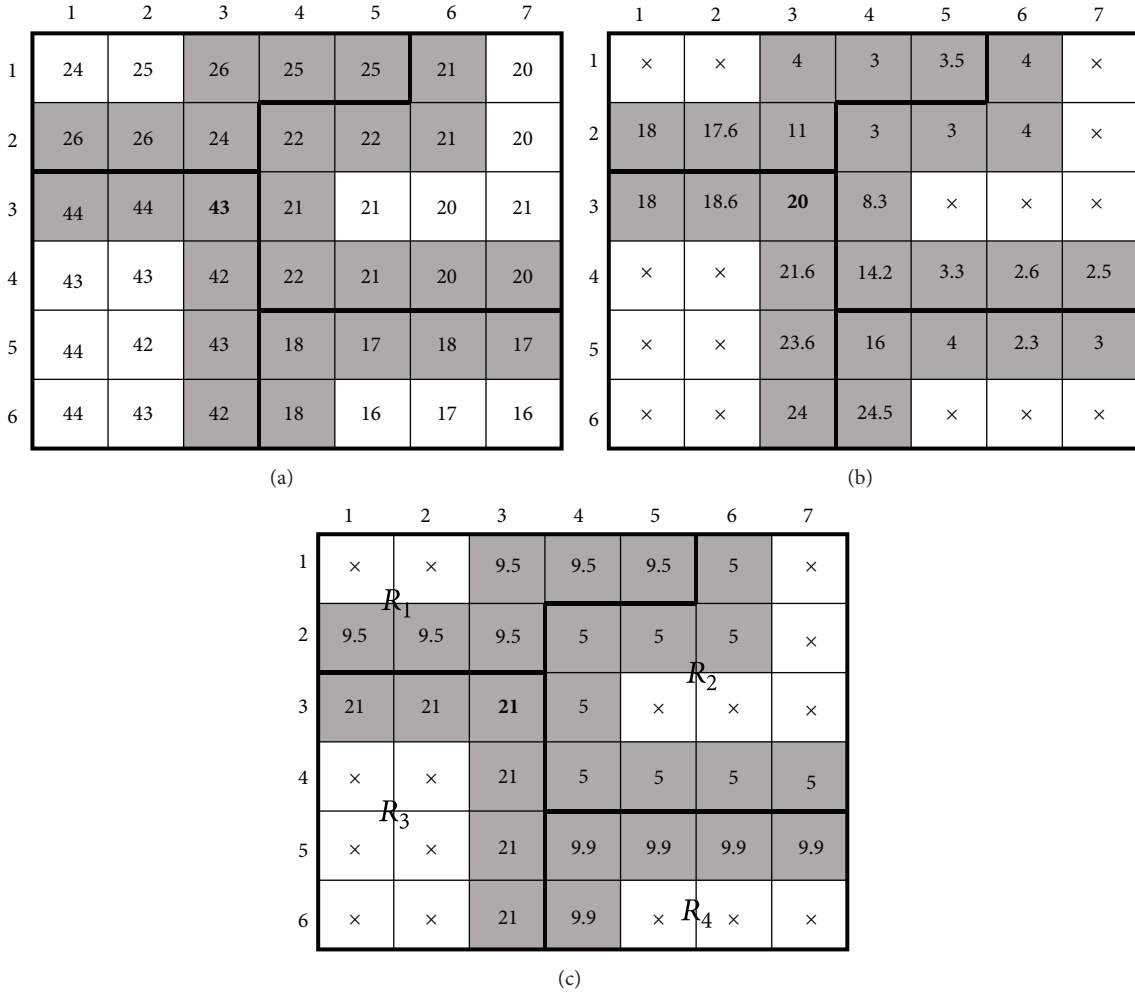 1 2 3 4 5 6 7
1 24 25 26 25 25 21 20
2 26 26 24 22 22 21 20
3 44 44 43 21 21 20 21
4 43 43 42 22 21 20 20
5 44 42 43 18 17 18 17
6 44 43 42 18 16 17 16
(a)
1 2 3 4 5 6 7
1 × × 4 3 3.5 4 ×
2 18 17.6 11 3 3 4 ×
3 18 18.6 20 8.3 × × ×
4 × × 21.6 14.2 3.3 2.6 2.5
5 × × 23.6 16 4 2.3 3
6 × × 24 24.5 × × ×
(b)
1 2 3 4 5 6 7
1 × × 9.5 9.5 9.5 5 ×
R1
2 9.5 9.5 9.5 5 5 5 ×
R2
3 21 21 21 5 × × ×
4 × × 21 5 5 5 5
R3
5 × × 21 9.9 9.9 9.9 9.9
6 × × 21 9.9 × R4 × ×
(c)